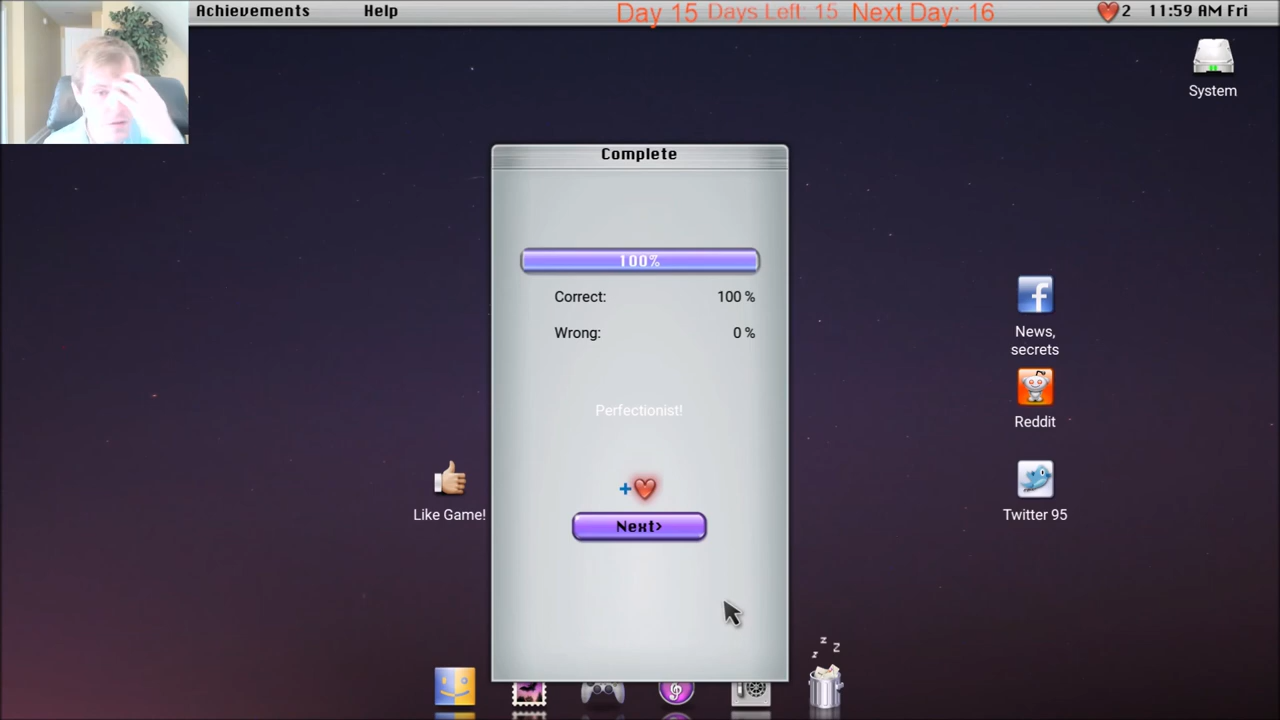 Achievements Help Day 15 Days Left: 15 Next Day: 16 2 11:59 AM Fri
System
Complete
100%
Correct: 100 %
Wrong: 0 %
News,
secrets
Perfectionist!
Reddit
+
Like Game!
Twitter 95
Next>
z z
z